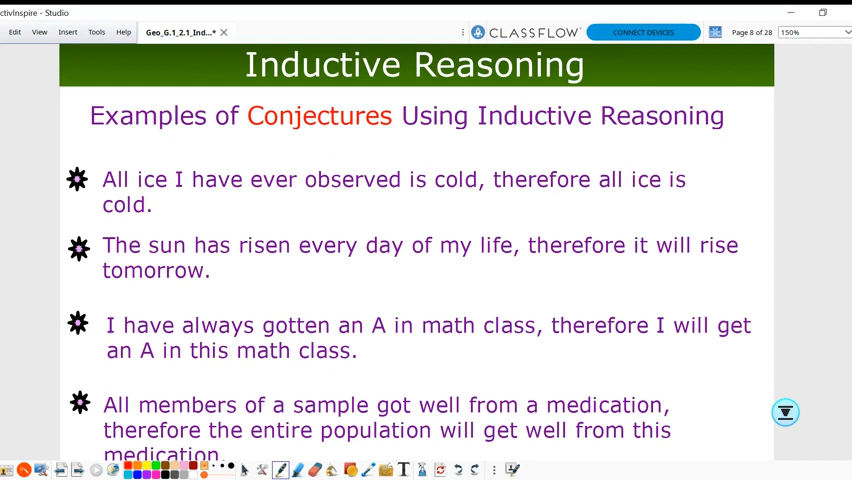 ctivInspire - Studio
Edit View Insert Tools Help Geo_G.1_2.1_Ind...* CLASSFLOW CONNECT DEVICES Page 8 of 28 150%
Inductive Reasoning
Examples of Conjectures Using Inductive Reasoning
All ice I have ever observed is cold, therefore all ice is
cold.
The sun has risen every day of my life, therefore it will rise
tomorrow.
I have always gotten an A in math class, therefore I will get
an A in this math class.
All members of a sample got well from a medication,
therefore the entire population will get well from this
medication.